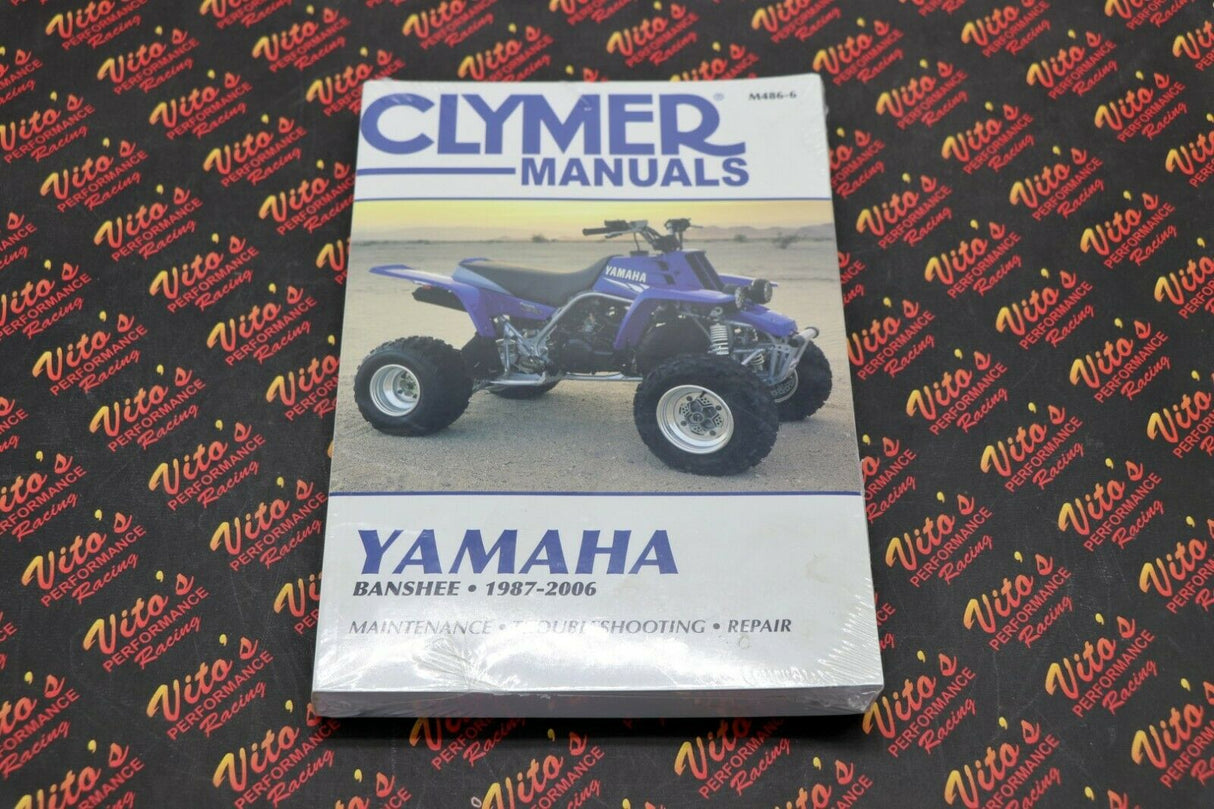 CLYMER®
M486-6
MANUALS
YAMAHA
YAMAHA
BANSHEE • 1987-2006
MAINTENANCE • TROUBLESHOOTING • REPAIR
Vito's
PERFORMANCE
Racing